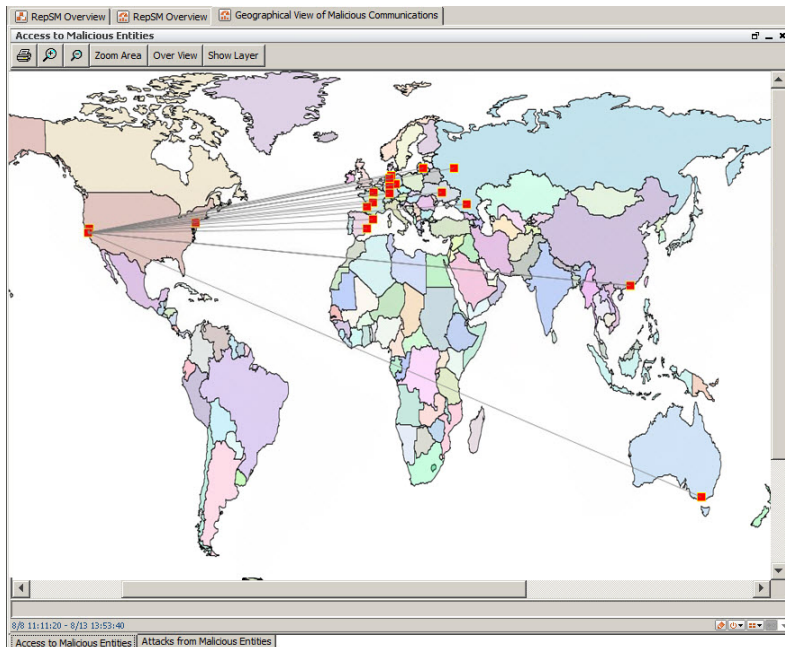 RepSM Overview RepSM Overview Geographical View of Malicious Communications
Access to Malicious Entities
Zoom Area Over View Show Layer
8/8 11:11:20 - 8/13 13:53:40
Access to Malicious Entities Attacks from Malicious Entities